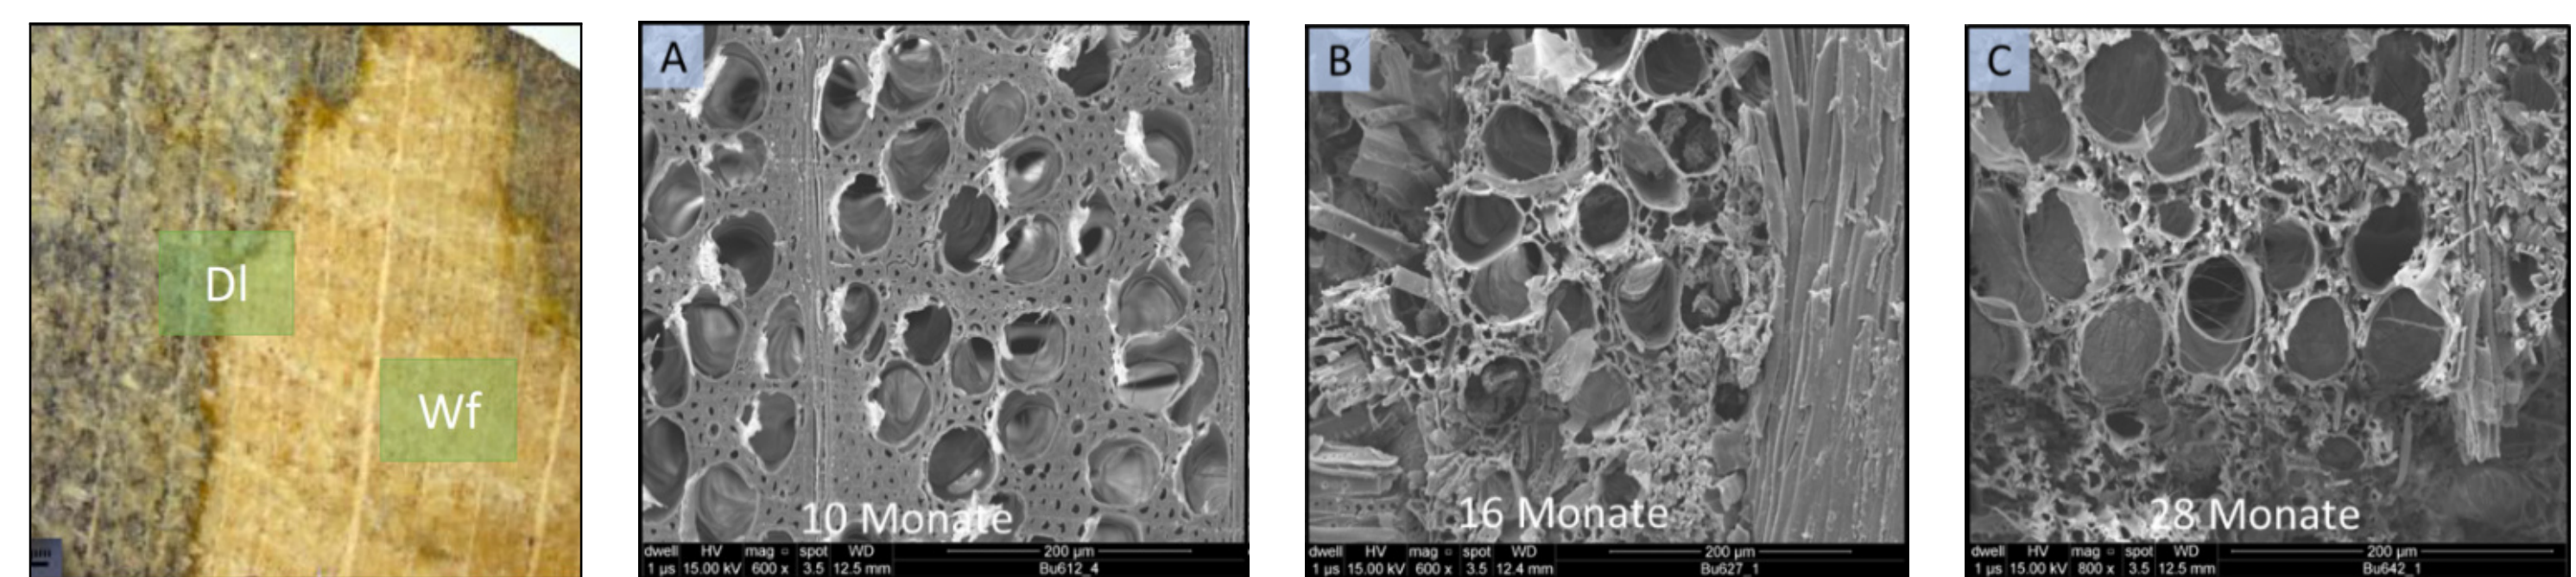 Dl
Wf
A
10 Monate
dwell HV mag □ spot WD 200 µm
1 µs 15.00 kV 600 x 3.5 12.5 mm Bu612_4
B
16 Monate
dwell HV mag □ spot WD 200 µm
1 µs 15.00 kV 600 x 3.5 12.4 mm Bu627_1
C
28 Monate
dwell HV mag □ spot WD 200 µm
1 µs 15.00 kV 800 x 3.5 12.5 mm Bu642_1